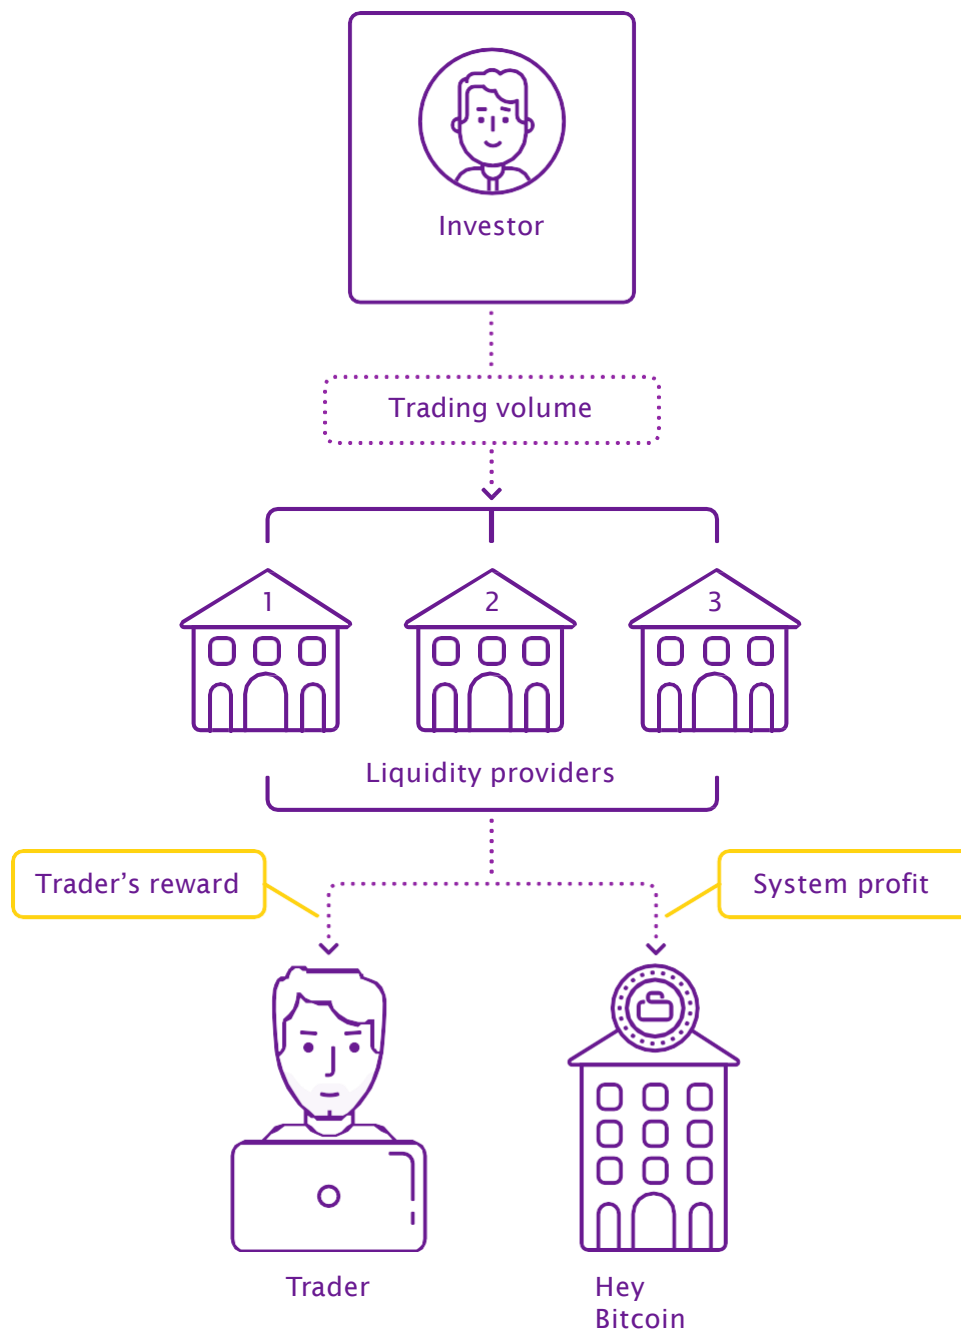 Investor
Trading volume
1
2
3
Liquidity providers
Trader’s reward
System profit
Trader
Hey
Bitcoin